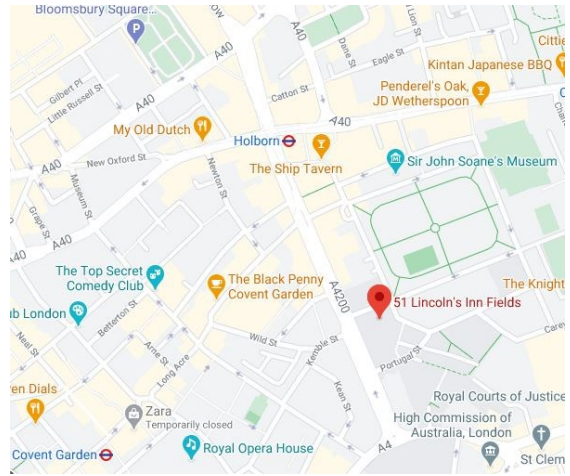 Bloomsbury Square...
A40
A40
Dane St
Eagle St
Kintan Japanese BBQ
Penderel's Oak,
JD Wetherspoon
Gilbert Pl
Little Russell St
A40
Catton St
A40
My Old Dutch
Holborn
The Ship Tavern
New Oxford St
Sir John Soane's Museum
Museum St
Newton St
Grape St
A40
The Top Secret
Comedy Club
The Black Penny
Covent Garden
A4200
The Knight
51 Lincoln's Inn Fields
ub London
Betterton St
Wild St
Kemble St
Carey
Neal St
Arne St
Long Acre
Portugal St
Kean St
en Dials
Zara
Temporarily closed
Royal Courts of Justice
High Commission of
Australia, London
Covent Garden
Royal Opera House
A4
St Clem